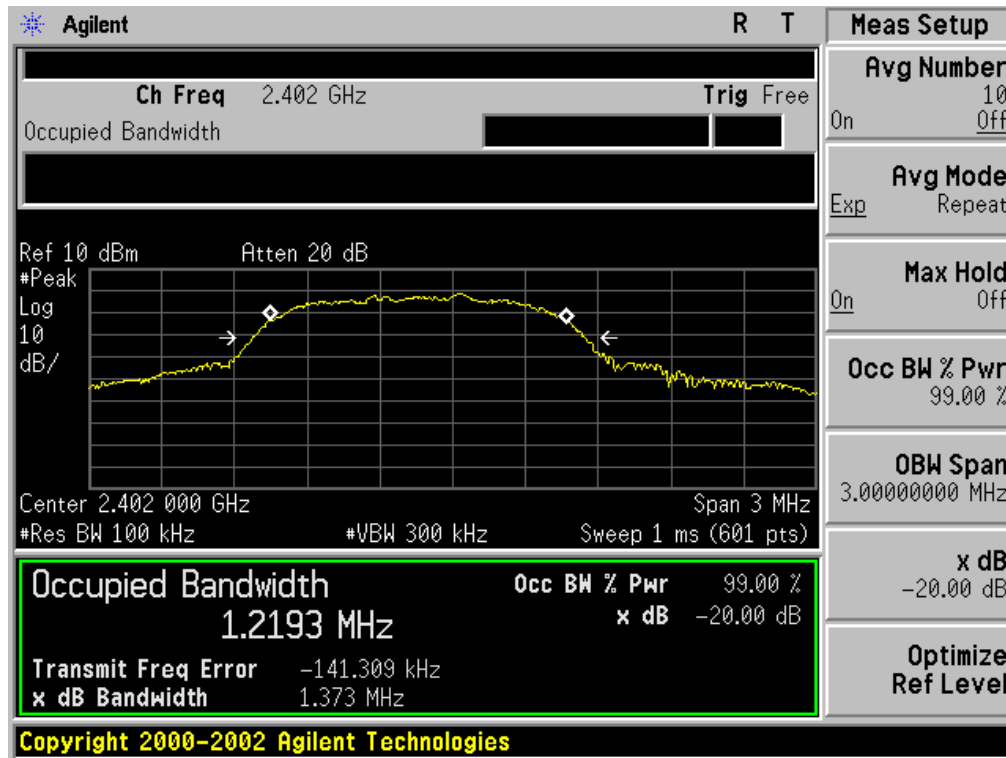 Agilent R T
Ch Freq 2.402 GHz Trig Free
Occupied Bandwidth
Ref 10 dBm Atten 20 dB
#Peak
Log
10
dB/
Center 2.402 000 GHz Span 3 MHz
#Res BW 100 kHz #VBW 300 kHz Sweep 1 ms (601 pts)
Occupied Bandwidth
1.2193 MHz
Occ BW % Pwr 99.00 %
x dB -20.00 dB
Transmit Freq Error -141.309 kHz
x dB Bandwidth 1.373 MHz
Copyright 2000-2002 Agilent Technologies
Meas Setup
Avg Number
10
On Off
Avg Mode
Exp Repeat
Max Hold
On Off
Occ BW % Pwr
99.00 %
OBW Span
3.00000000 MHz
x dB
-20.00 dB
Optimize
Ref Level